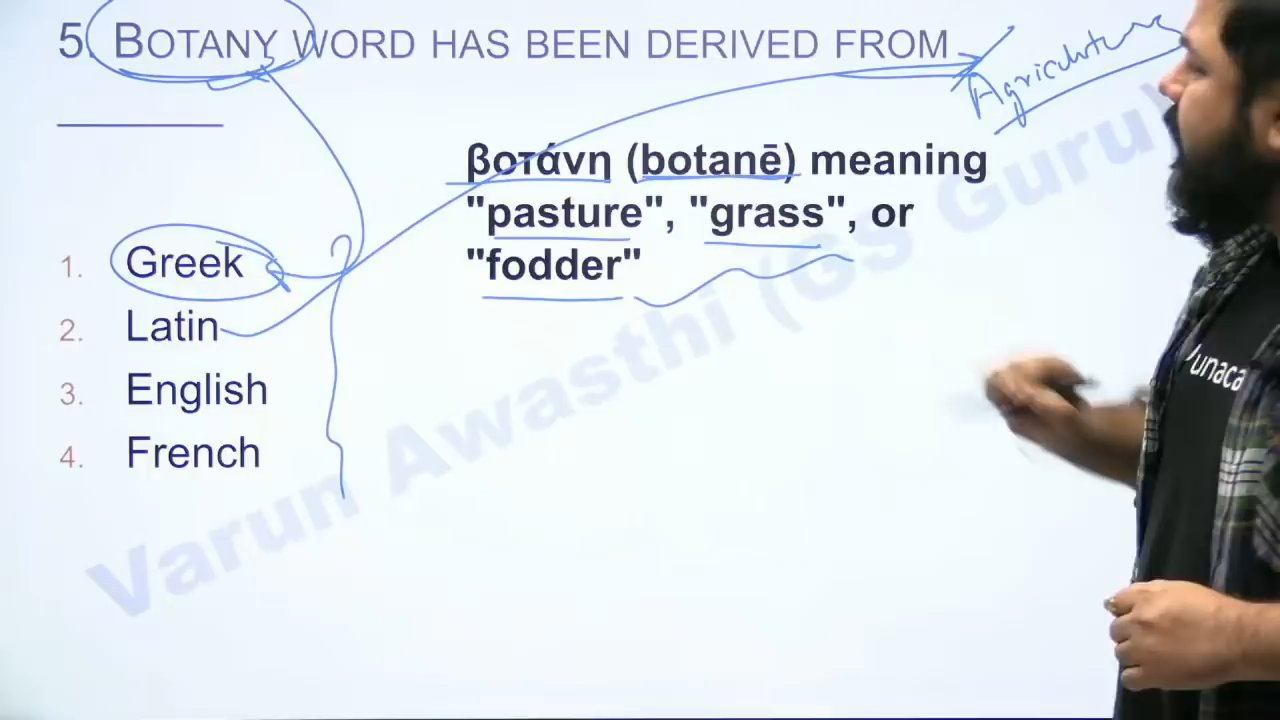 5. BOTANY WORD HAS BEEN DERIVED FROM
Agriculture
βοτάνη (botanē) meaning
"pasture", "grass", or
"fodder"
1. Greek
2. Latin
3. English
4. French
Varun Awasthi (GS Guru)
unaca